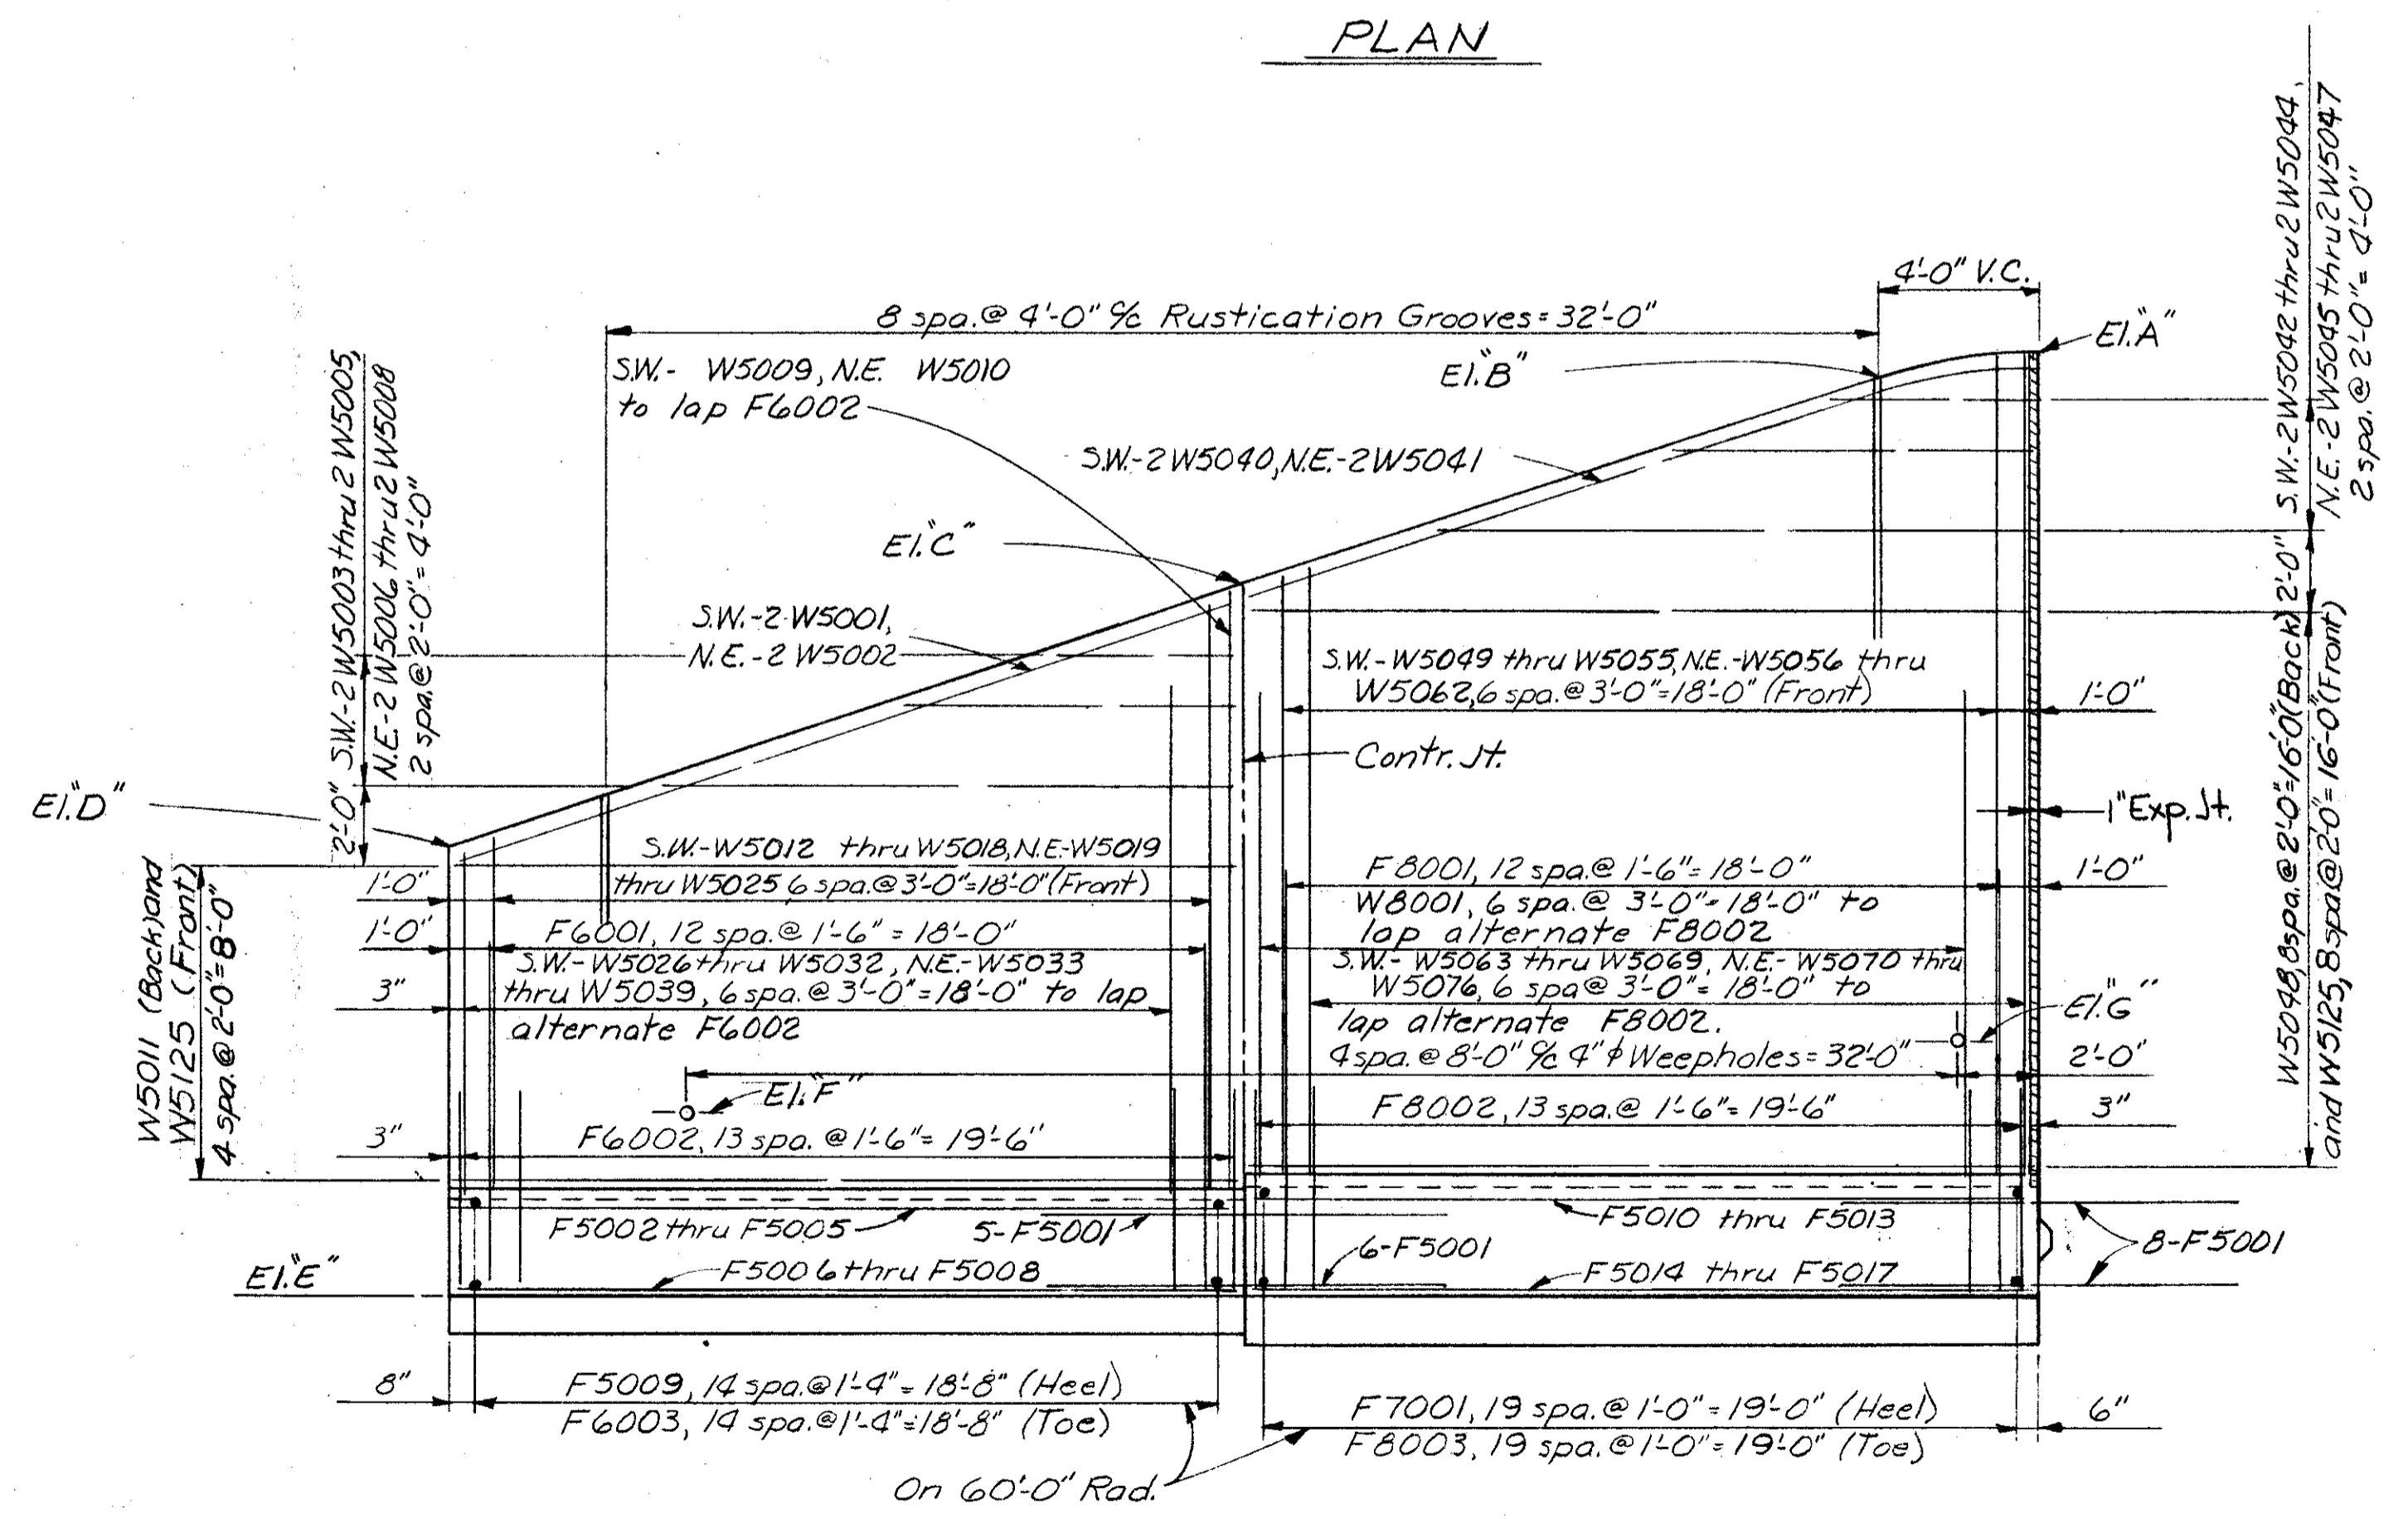 PLAN
4'-0" V.C.
8 spa.@ 4'-0" c/c Rustication Grooves=32'-0"
El."A"
S.W.- W5009, N.E. W5010
to lap F6002
El."B"
S.W.-2W5040, N.E.-2W5041
El."C"
S.W.-2-W5001,
N.E.-2 W5002
S.W.-2W5003 thru 2W5005,
N.E.-2W5006 thru 2W5008
2 spa.@ 2'-0"= 4'-0"
2'-0"
S.W.-2W5042 thru 2W5044,
N.E.-2W5045 thru 2W5047
2 spa.@ 2'-0"= 4'-0"
2'-0"
S.W.-W5049 thru W5055, N.E.-W5056 thru
W5062, 6 spa.@ 3'-0"=18'-0" (Front)
1'-0"
Contr. Jt.
El."D"
1" Exp. Jt.
W5011 (Back) and
W5125 (Front)
4 spa.@ 2'-0"=8'-0"
W5048, 8 spa.@ 2'-0"=16'-0" (Back)
and W5125, 8 spa@ 2'-0"= 16'-0" (Front)
S.W.-W5012 thru W5018, N.E.-W5019
thru W5025 6 spa.@ 3'-0"=18'-0" (Front)
1'-0"
F6001, 12 spa.@ 1'-6" = 18'-0"
1'-0"
S.W.-W5026 thru W5032, N.E.-W5033
thru W5039, 6 spa.@ 3'-0"=18'-0" to lap
alternate F6002
3"
F8001, 12 spa.@ 1'-6"= 18'-0"
1'-0"
W8001, 6 spa.@ 3'-0"= 18'-0" to
lap alternate F8002
S.W.- W5063 thru W5069, N.E.- W5070 thru
W5076, 6 spa@ 3'-0"= 18'-0" to
lap alternate F8002.
El."G"
4 spa.@ 8'-0" c/c 4" ϕ Weepholes=32'-0"
2'-0"
El."F"
F8002, 13 spa.@ 1'-6"= 19'-6"
3"
F6002, 13 spa. @ 1'-6"= 19'-6"
3"
F5002 thru F5005
5-F5001
F5010 thru F5013
6-F5001
8-F5001
El."E"
F5006 thru F5008
F5014 thru F5017
8"
F5009, 14 spa.@ 1'-4"= 18'-8" (Heel)
F6003, 14 spa.@ 1'-4"=18'-8" (Toe)
F7001, 19 spa.@ 1'-0"= 19'-0" (Heel)
F8003, 19 spa.@ 1'-0"= 19'-0" (Toe)
6"
On 60'-0" Rad.